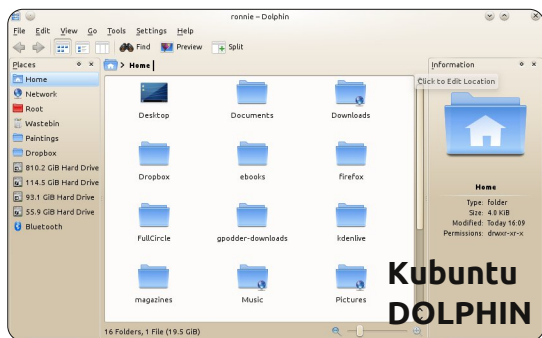 ronnie – Dolphin
File Edit View Go Tools Settings Help
Find Preview Split
Places
Home
Network
Root
Wastebin
Paintings
Dropbox
810.2 GiB Hard Drive
114.5 GiB Hard Drive
93.1 GiB Hard Drive
55.9 GiB Hard Drive
Bluetooth
> Home
Desktop Documents Downloads
Dropbox ebooks firefox
FullCircle gpodder-downloads kdenlive
magazines Music Pictures
16 Folders, 1 File (19.5 GiB)
Information
Click to Edit Location
Home
Type: folder
Size: 4.0 KiB
Modified: Today 16:09
Permissions: drwxr-xr-x
Kubuntu
DOLPHIN